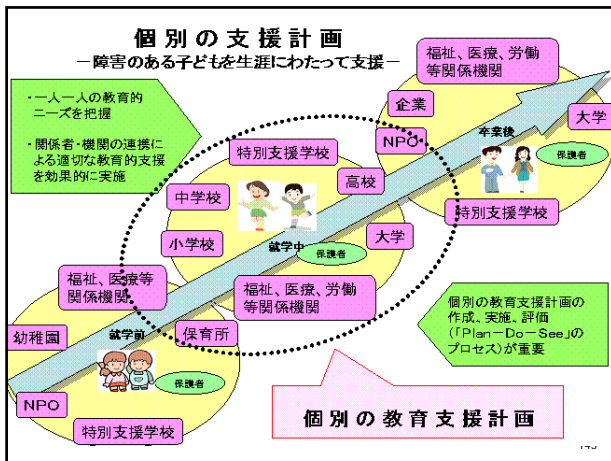 個別の支援計画
－障害のある子どもを生涯にわたって支援－
・一人一人の教育的
ニーズを把握
・関係者・機関の連携に
よる適切な教育的支援
を効果的に実施
福祉、医療、労働
等関係機関
企業
NPO
卒業後
大学
保護者
特別支援学校
特別支援学校
中学校
高校
小学校
就学中
保護者
大学
福祉、医療、労働
等関係機関
福祉、医療等
関係機関
幼稚園
就学前
保育所
保護者
NPO
特別支援学校
個別の教育支援計画の
作成、実施、評価
(「Plan－Do－See」の
プロセス)が重要
個別の教育支援計画